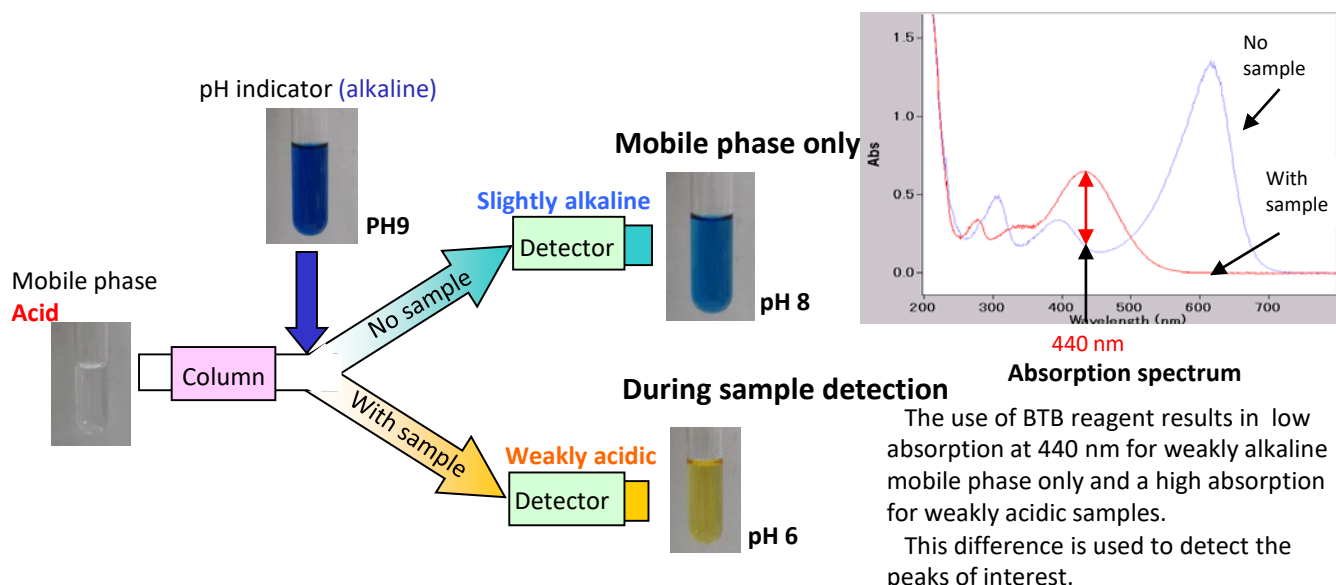 pH indicator (alkaline)
PH9
Mobile phase
Acid
Column
No sample
With sample
Slightly alkaline
Detector
Mobile phase only
pH 8
During sample detection
Weakly acidic
Detector
pH 6
Abs
1.5
1.0
0.5
0.0
200 300 400 500 600 700
Wavelength (nm)
No
sample
With
sample
440 nm
Absorption spectrum
The use of BTB reagent results in low
absorption at 440 nm for weakly alkaline
mobile phase only and a high absorption
for weakly acidic samples.
This difference is used to detect the
peaks of interest.